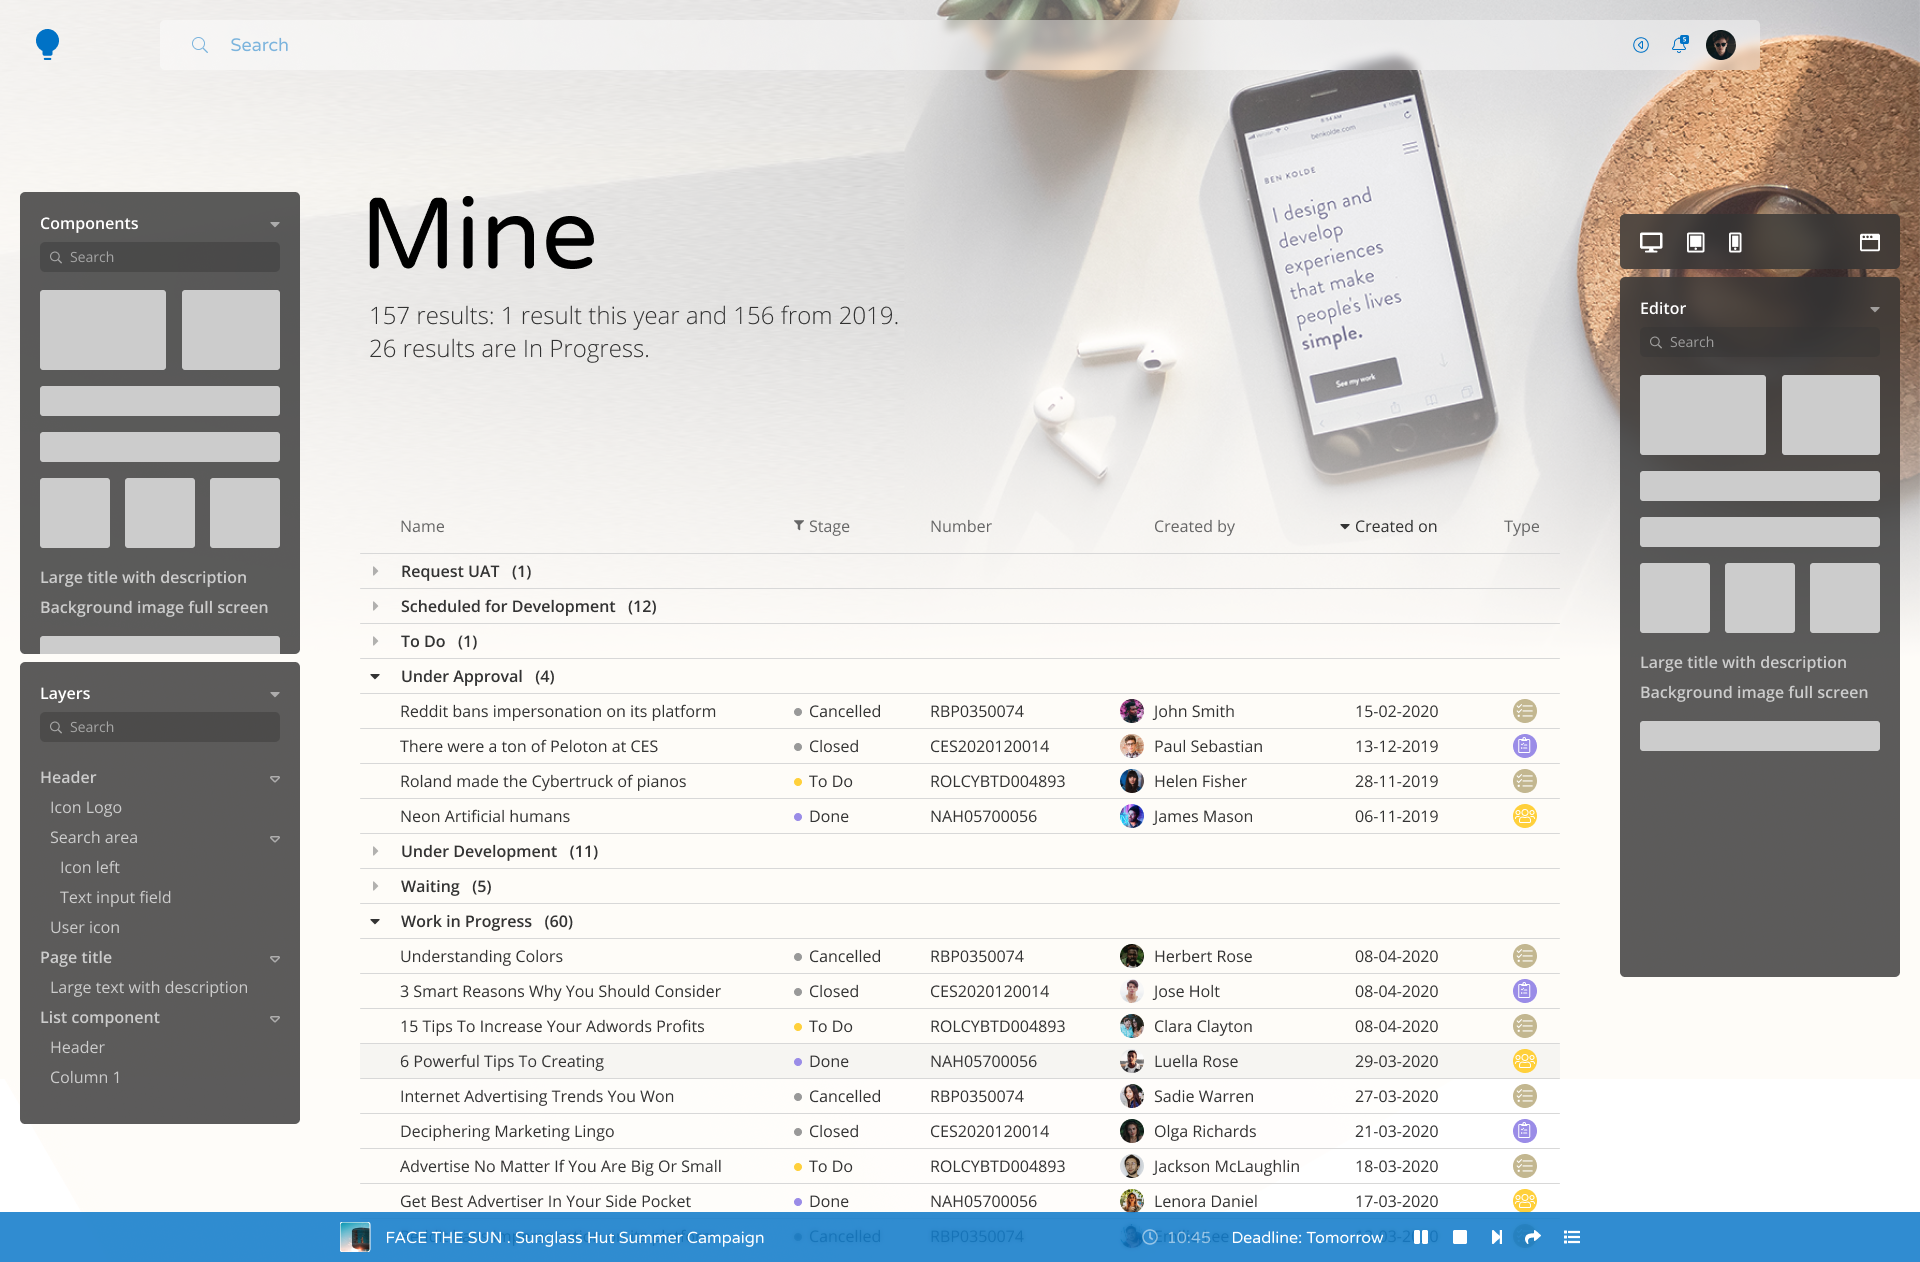 Search
5
9:54 AM
100%
benkolde.com
BEN KOLDE
I design and
develop
experiences
that make
people's lives
simple.
See my work
Components
Search
Large title with description
Background image full screen
Layers
Search
Header
Icon Logo
Search area
Icon left
Text input field
User icon
Page title
Large text with description
List component
Header
Column 1
Mine
157 results: 1 result this year and 156 from 2019.
26 results are In Progress.
Name Stage Number Created by Created on Type
Request UAT (1)
Scheduled for Development (12)
To Do (1)
Under Approval (4)
Reddit bans impersonation on its platform Cancelled RBP0350074 John Smith 15-02-2020
There were a ton of Peloton at CES Closed CES2020120014 Paul Sebastian 13-12-2019
Roland made the Cybertruck of pianos To Do ROLCYBTD004893 Helen Fisher 28-11-2019
Neon Artificial humans Done NAH05700056 James Mason 06-11-2019
Under Development (11)
Waiting (5)
Work in Progress (60)
Understanding Colors Cancelled RBP0350074 Herbert Rose 08-04-2020
3 Smart Reasons Why You Should Consider Closed CES2020120014 Jose Holt 08-04-2020
15 Tips To Increase Your Adwords Profits To Do ROLCYBTD004893 Clara Clayton 08-04-2020
6 Powerful Tips To Creating Done NAH05700056 Luella Rose 29-03-2020
Internet Advertising Trends You Won Cancelled RBP0350074 Sadie Warren 27-03-2020
Deciphering Marketing Lingo Closed CES2020120014 Olga Richards 21-03-2020
Advertise No Matter If You Are Big Or Small To Do ROLCYBTD004893 Jackson McLaughlin 18-03-2020
Get Best Advertiser In Your Side Pocket Done NAH05700056 Lenora Daniel 17-03-2020
Cancelled RBP0350074
Editor
Search
Large title with description
Background image full screen
FACE THE SUN . Sunglass Hut Summer Campaign
10:45 Deadline: Tomorrow